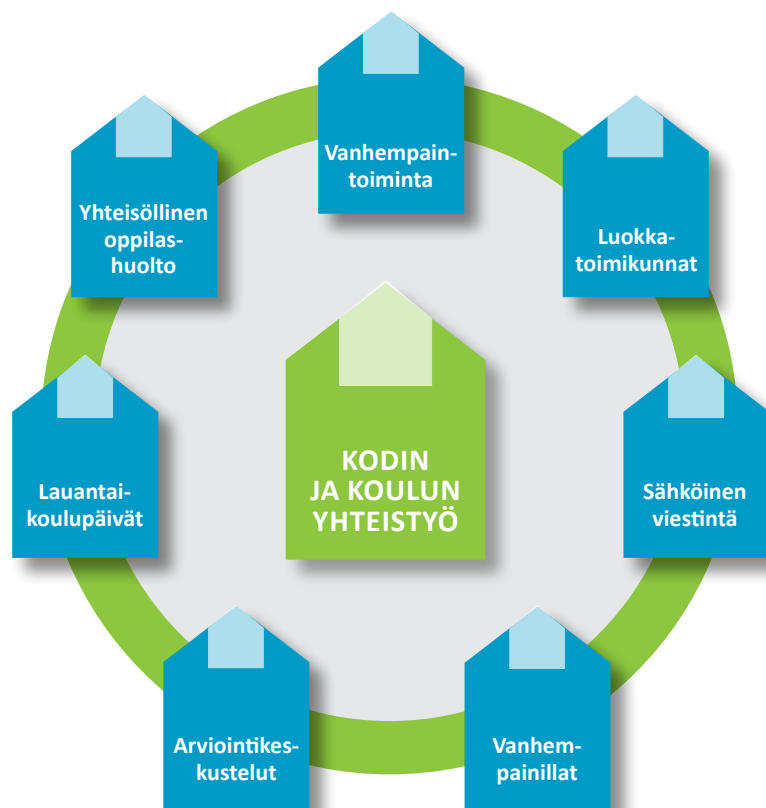 Vanhempain-
toiminta
Yhteisöllinen
oppilas-
huolto
Luokka-
toimikunnat
KODIN
JA KOULUN
YHTEISTYÖ
Lauantai-
koulupäivät
Sähköinen
viestintä
Arviointikes-
kustelut
Vanhem-
painillat